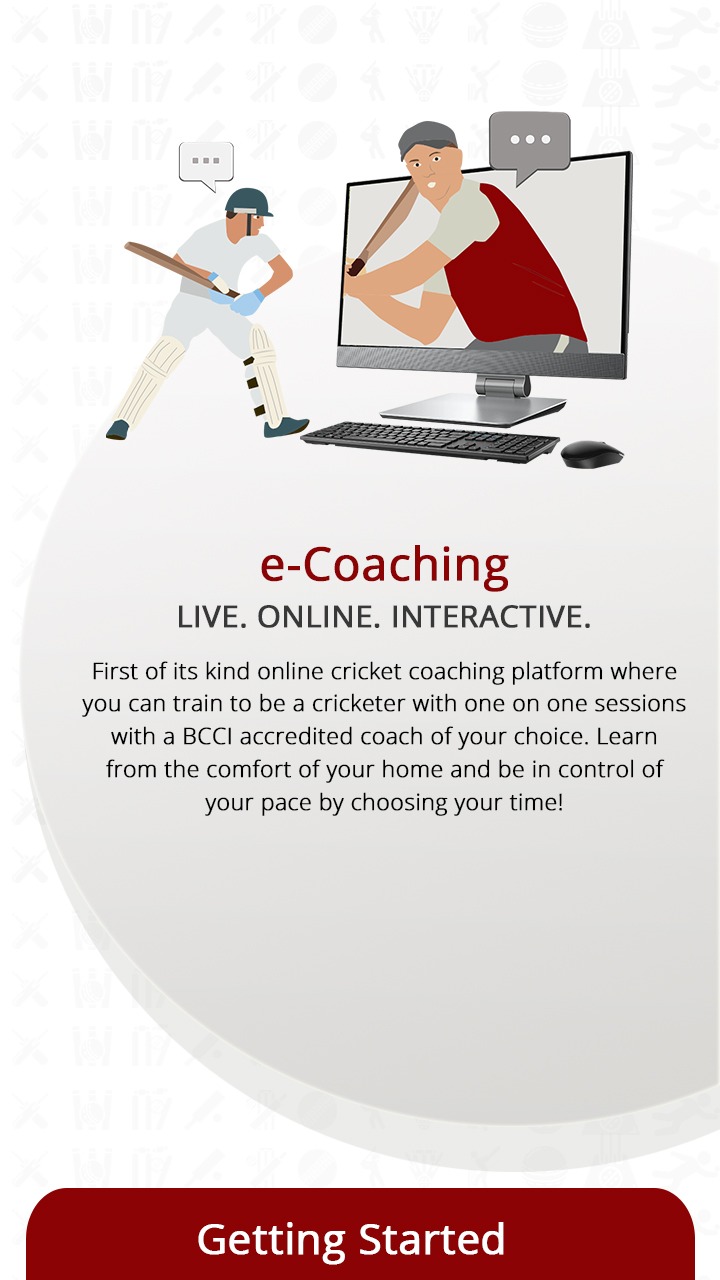 e-Coaching
LIVE. ONLINE. INTERACTIVE.
First of its kind online cricket coaching platform where
you can train to be a cricketer with one on one sessions
with a BCCI accredited coach of your choice. Learn
from the comfort of your home and be in control of
your pace by choosing your time!
Getting Started